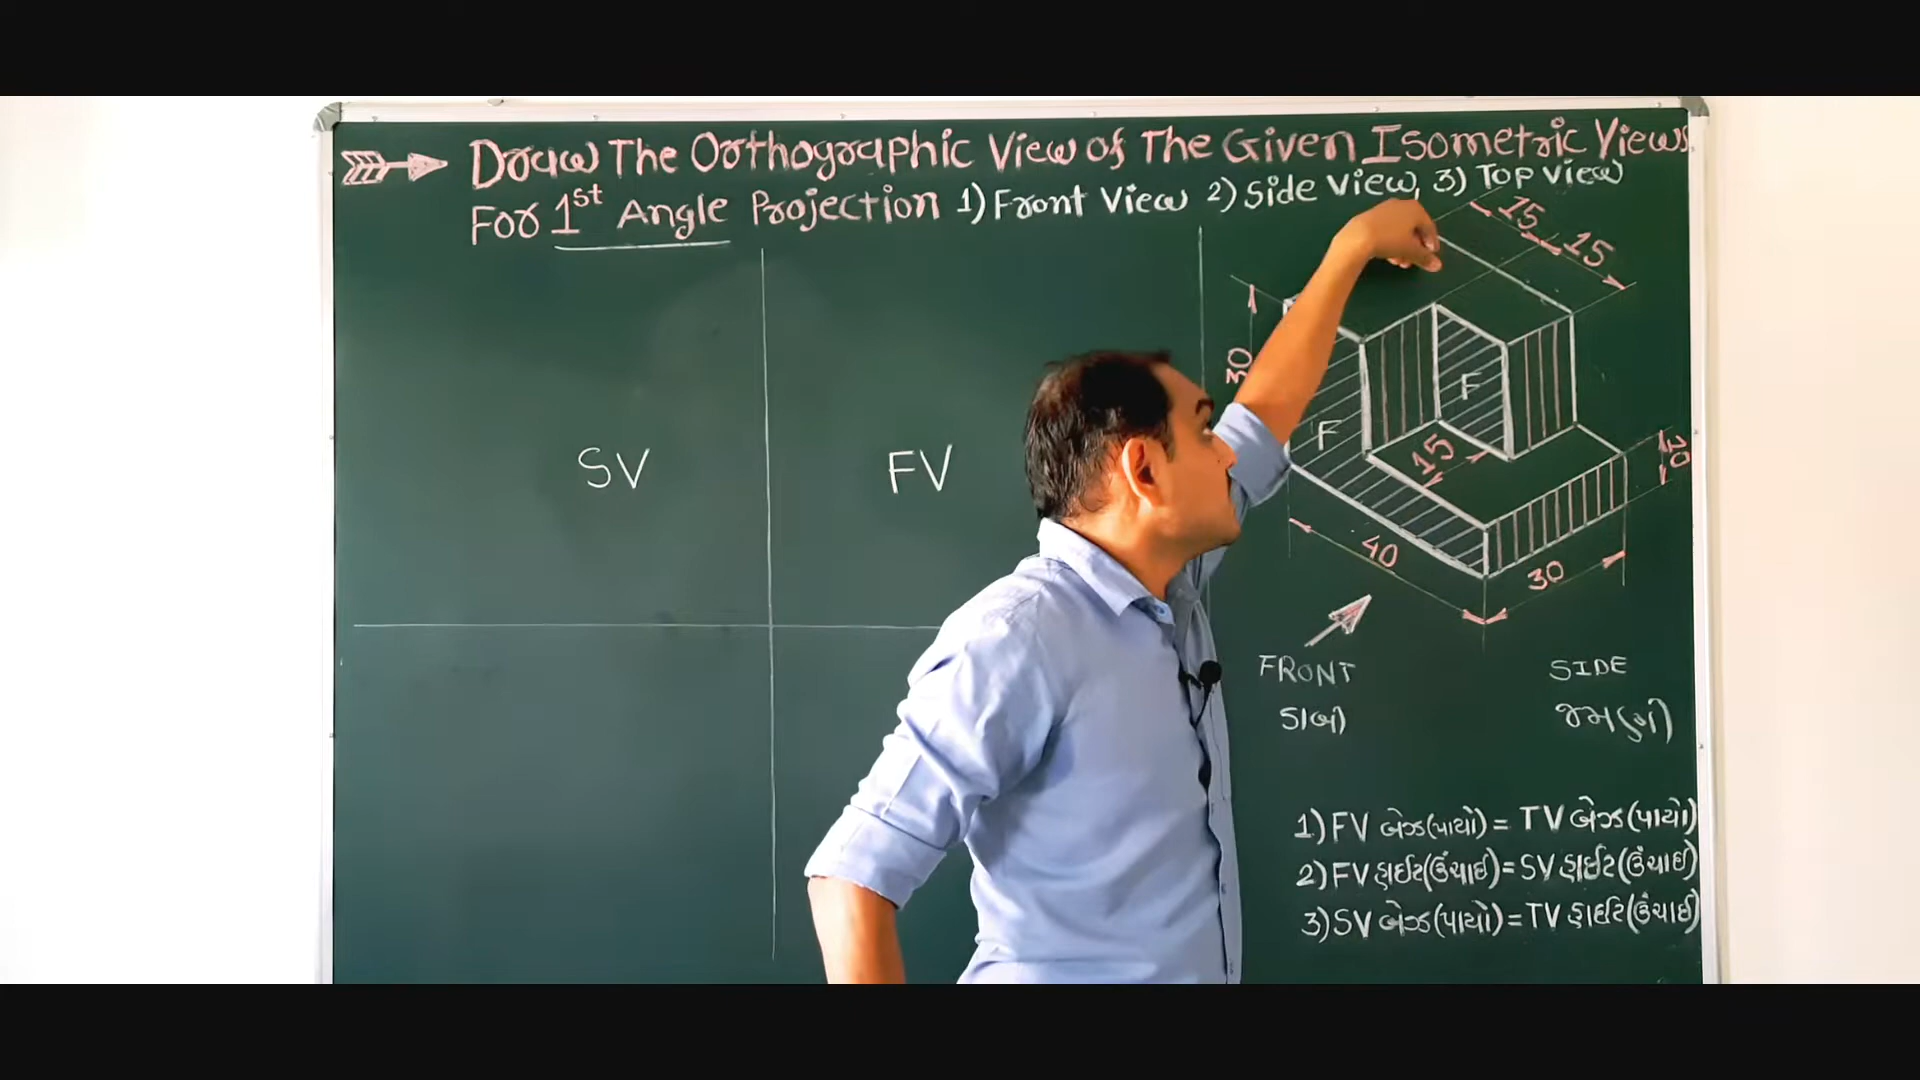 Draw The Orthographic View of The Given Isometric Views
For 1st Angle Projection 1) Front View 2) Side View, 3) Top View
15
15
30
F
F
SV
FV
15
10
40
30
FRONT
SIDE
ડાબી
જમણી
1) FV બેઝ(પાયો) = TV બેઝ(પાયો)
2) FV હાઈટ(ઉંચાઈ) = SV હાઈટ(ઉંચાઈ)
3) SV બેઝ(પાયો) = TV હાઈટ(ઉંચાઈ)